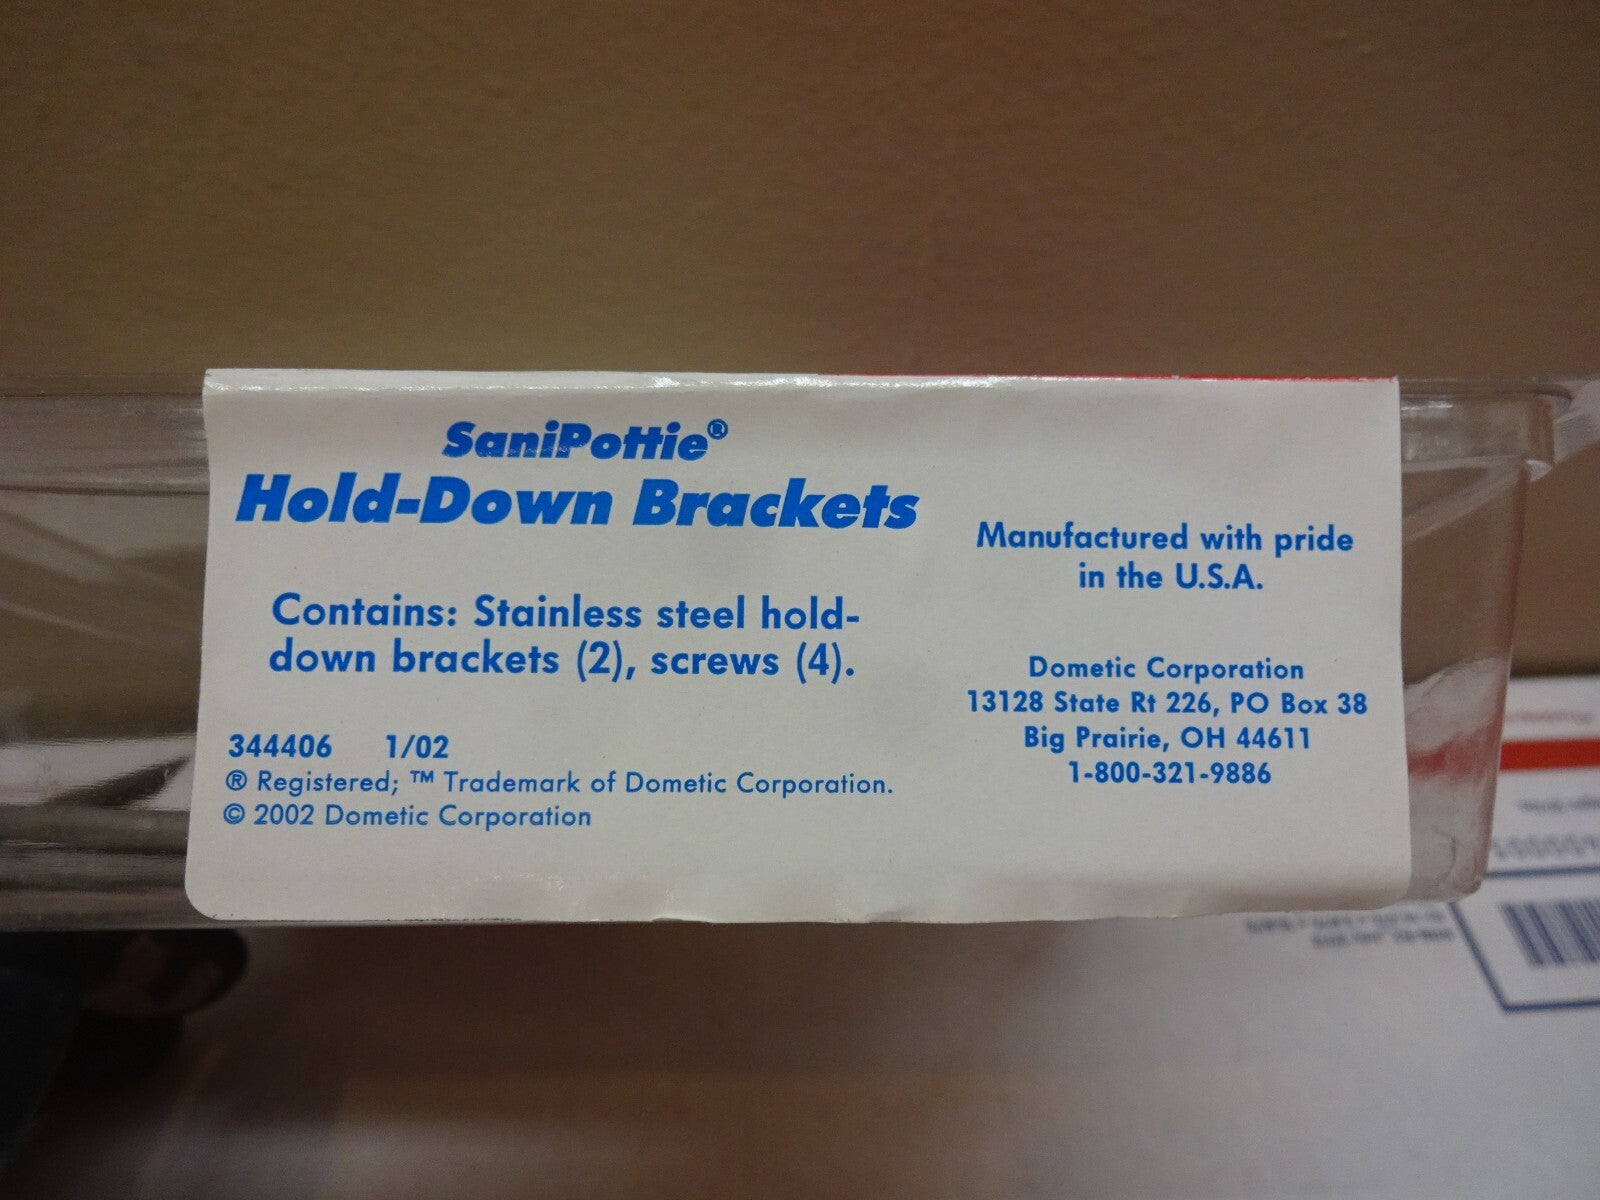 SaniPottie®
Hold-Down Brackets
Contains: Stainless steel hold-
down brackets (2), screws (4).
344406 1/02
® Registered; ™ Trademark of Dometic Corporation.
© 2002 Dometic Corporation
Manufactured with pride
in the U.S.A.
Dometic Corporation
13128 State Rt 226, PO Box 38
Big Prairie, OH 44611
1-800-321-9886